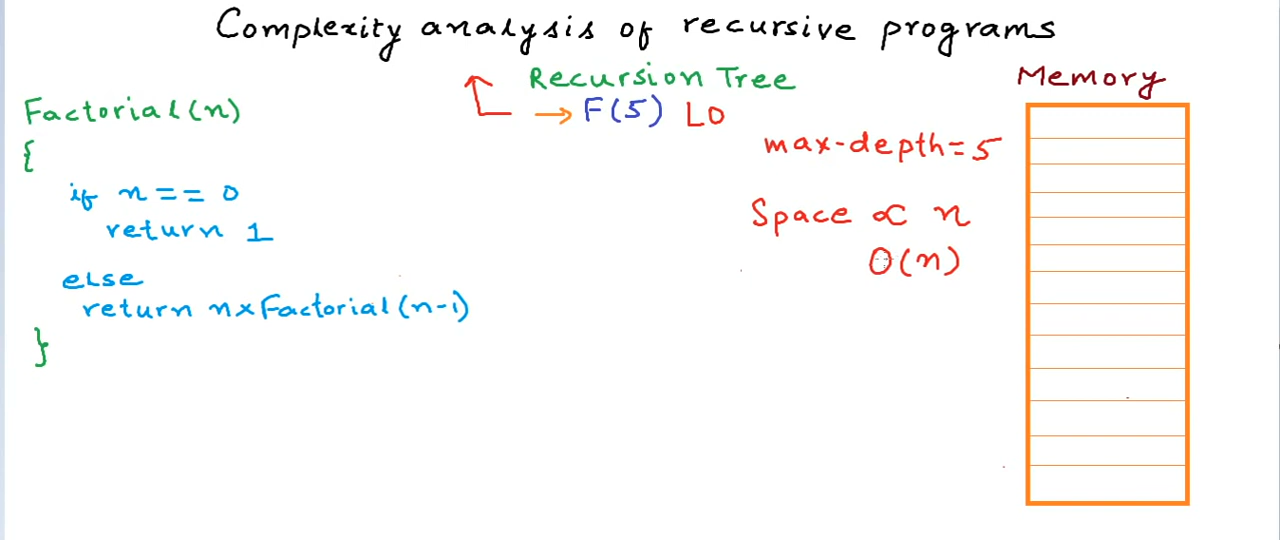 Complexity analysis of recursive programs
Recursion Tree
Memory
Factorial(n)
→ F(5) L0
{
max-depth = 5
if n == 0
Space ∝ n
return 1
O(n)
else
return n×Factorial(n-1)
}